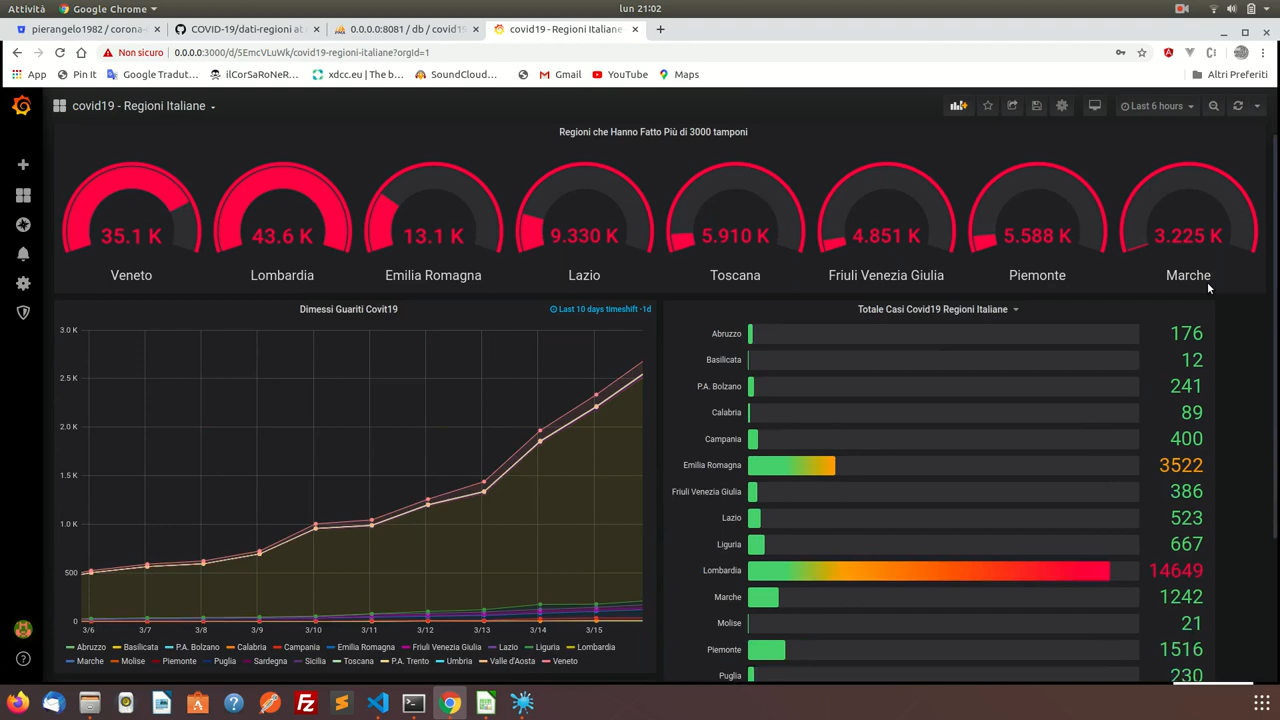 Attività Google Chrome lun 21:02
pierangelo1982 / corona- COVID-19/dati-regioni at 0.0.0.0:8081 / db / covid19 covid19 - Regioni Italiane
Non sicuro 0.0.0.0:3000/d/5EmcVLuWk/covid19-regioni-italiane?orgId=1
App Pin It Google Tradut... ilCorSaRoNeR... xdcc.eu | The b... SoundCloud... Gmail YouTube Maps Altri Preferiti
covid19 - Regioni Italiane Last 6 hours
Regioni che Hanno Fatto Più di 3000 tamponi
35.1 K 43.6 K 13.1 K 9.330 K 5.910 K 4.851 K 5.588 K 3.225 K
Veneto Lombardia Emilia Romagna Lazio Toscana Friuli Venezia Giulia Piemonte Marche
Dimessi Guariti Covit19 Last 10 days timeshift -1d
3.0 K
2.5 K
2.0 K
1.5 K
1.0 K
500
0
3/6 3/7 3/8 3/9 3/10 3/11 3/12 3/13 3/14 3/15
Abruzzo Basilicata P.A. Bolzano Calabria Campania Emilia Romagna Friuli Venezia Giulia Lazio Liguria Lombardia
Marche Molise Piemonte Puglia Sardegna Sicilia Toscana P.A. Trento Umbria Valle d'Aosta Veneto
Totale Casi Covid19 Regioni Italiane
Abruzzo 176
Basilicata 12
P.A. Bolzano 241
Calabria 89
Campania 400
Emilia Romagna 3522
Friuli Venezia Giulia 386
Lazio 523
Liguria 667
Lombardia 14649
Marche 1242
Molise 21
Piemonte 1516
Puglia 230